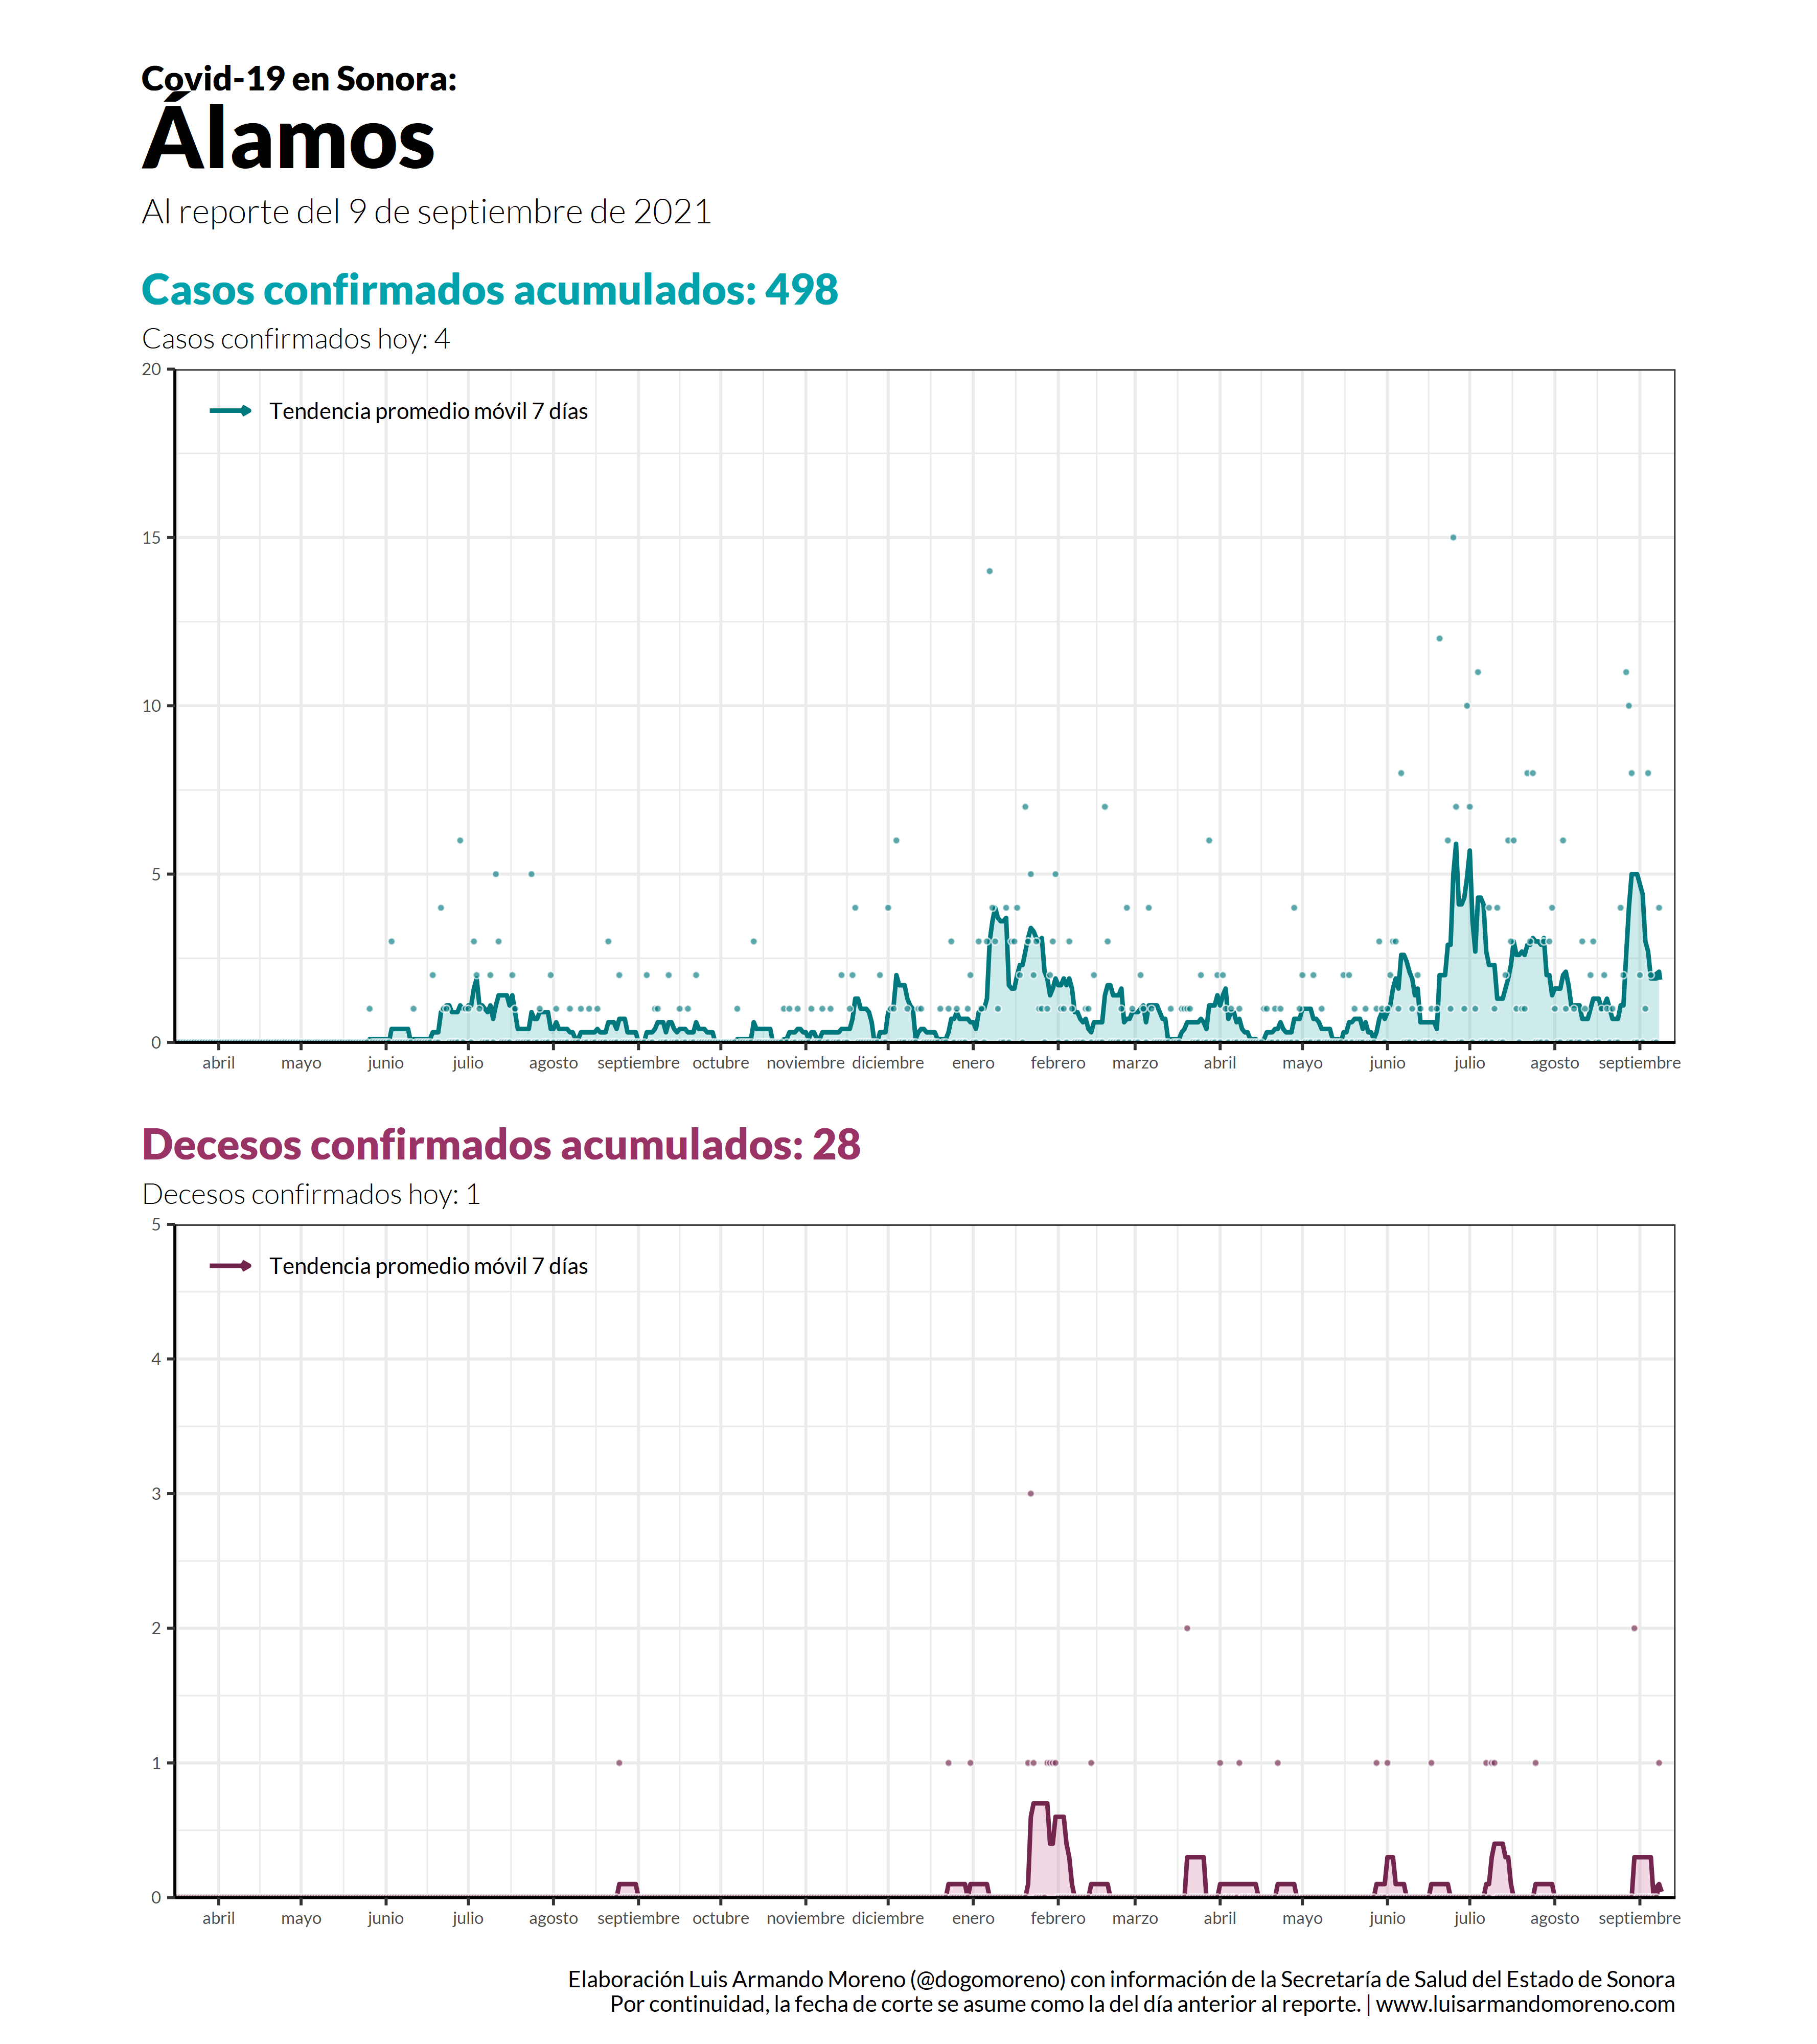 Covid-19 en Sonora:
Álamos
Al reporte del 9 de septiembre de 2021
Casos confirmados acumulados: 498
Casos confirmados hoy: 4
20
Tendencia promedio móvil 7 días
15
10
5
0
abril mayo junio julio agosto septiembre octubre noviembre diciembre enero febrero marzo abril mayo junio julio agosto septiembre
Decesos confirmados acumulados: 28
Decesos confirmados hoy: 1
5
Tendencia promedio móvil 7 días
4
3
2
1
0
abril mayo junio julio agosto septiembre octubre noviembre diciembre enero febrero marzo abril mayo junio julio agosto septiembre
Elaboración Luis Armando Moreno (@dogomoreno) con información de la Secretaría de Salud del Estado de Sonora
Por continuidad, la fecha de corte se asume como la del día anterior al reporte. | www.luisarmandomoreno.com